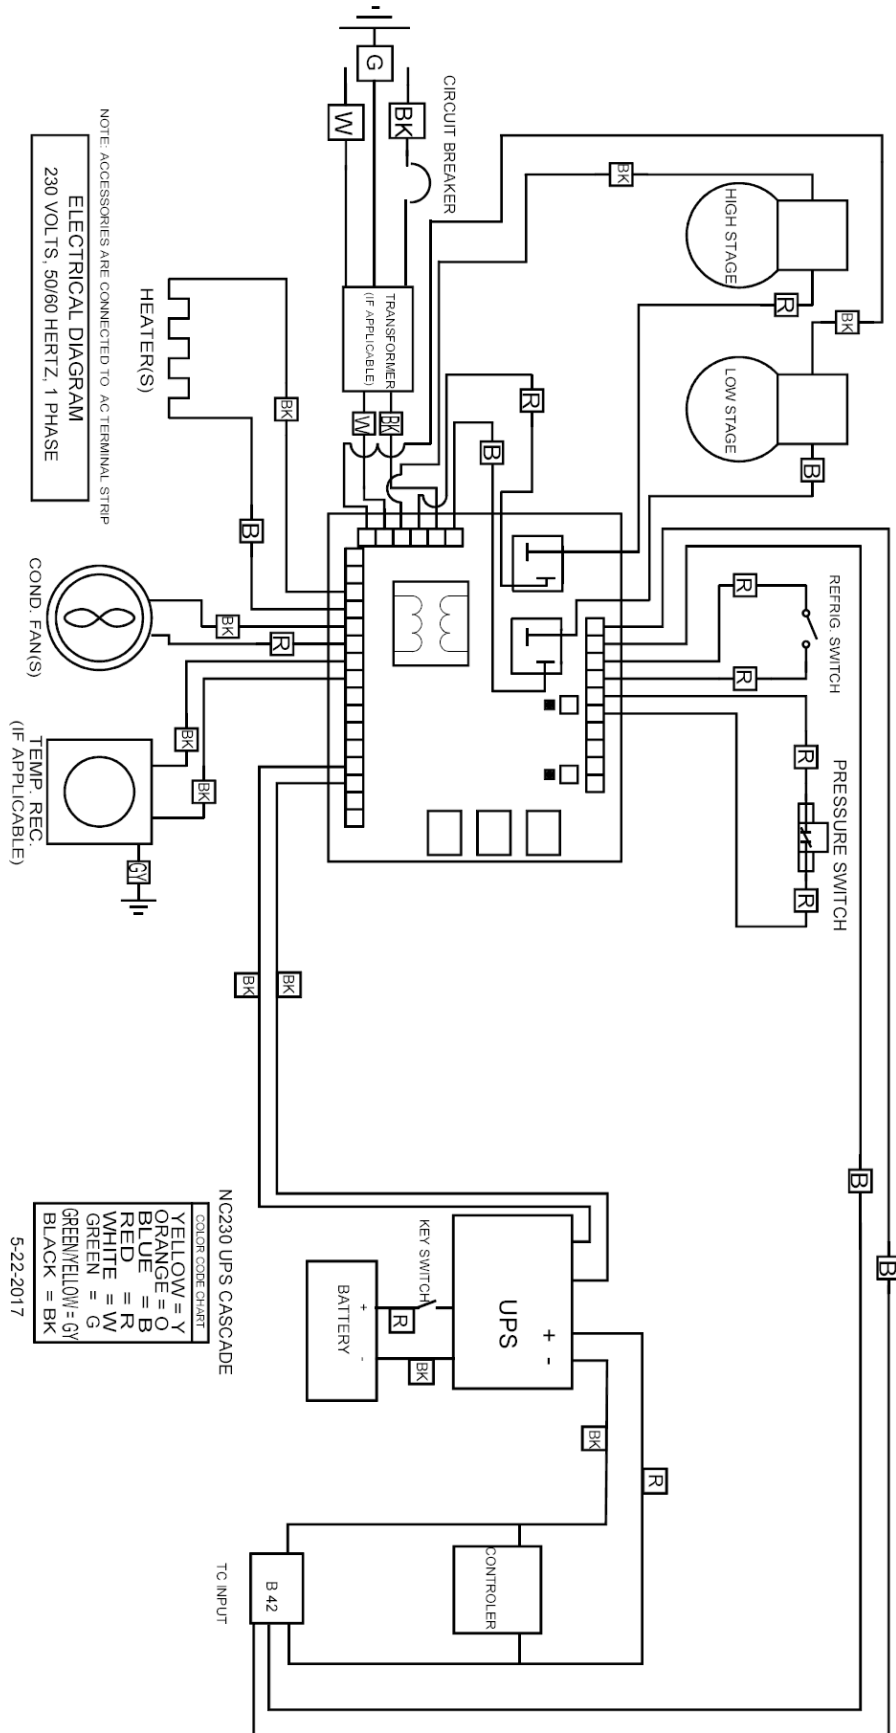 G
BK
W
CIRCUIT BREAKER
BK
HIGH STAGE
R
BK
LOW STAGE
B
TRANSFORMER
(IF APPLICABLE)
W
BK
R
B
NOTE: ACCESSORIES ARE CONNECTED TO AC TERMINAL STRIP
ELECTRICAL DIAGRAM
230 VOLTS, 50/60 HERTZ, 1 PHASE
HEATER(S)
BK
B
COND. FAN(S)
BK
R
TEMP. REC.
(IF APPLICABLE)
BK
BK
GY
REFRIG. SWITCH
R
R
PRESSURE SWITCH
R
R
BK
BK
B
B
NC230 UPS CASCADE
COLOR CODE CHART
YELLOW = Y
ORANGE = O
BLUE = B
RED = R
WHITE = W
GREEN = G
GREEN/YELLOW = GY
BLACK = BK
5-22-2017
KEY SWITCH
UPS
+ -
BATTERY
+ -
R
BK
BK
R
CONTROLER
B 42
TC INPUT